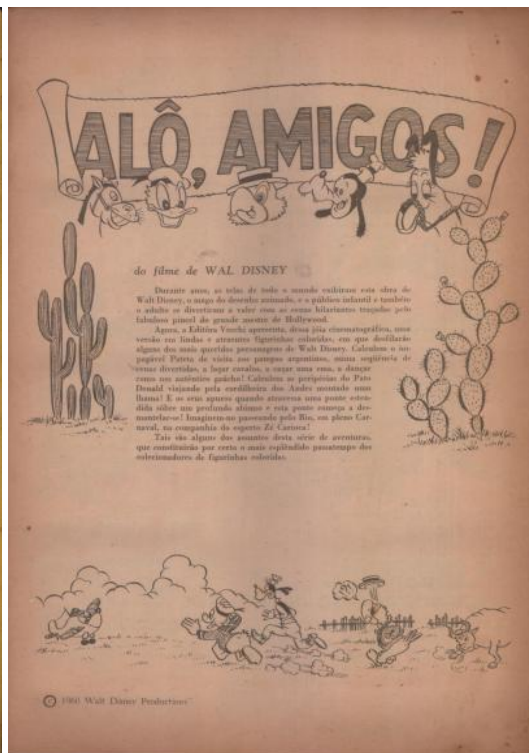 ALÔ, AMIGOS!
do filme de WAL DISNEY
Durante anos, as telas de todo o mundo exibiram esta obra de
Walt Disney, o mago do desenho animado, e o público infantil e também
o adulto se divertiram a valer com as cenas hilariantes traçadas pelo
fabuloso pincel do grande mestre de Hollywood.
Agora, a Editôra Vecchi apresenta, dessa jóia cinematográfica, uma
versão em lindas e atraentes figurinhas coloridas, em que desfilarão
alguns dos mais queridos personagens de Walt Disney. Calculem o im-
pagável Pateta de visita aos pampas argentinos, numa seqüência de
cenas divertidas, a laçar cavalos, a caçar uma ema, a dançar
como um autêntico gaúcho! Calculem as peripécias do Pato
Donald viajando pela cordilheira dos Andes montado numa
lhama! E os seus apuros quando atravessa uma ponte esten-
dida sôbre um profundo abismo e esta ponte começa a des-
mantelar-se! Imaginem-no passeando pelo Rio, em pleno Car-
naval, na companhia do esperto Zé Carioca!
Tais são alguns dos assuntos desta série de aventuras,
que constituirão por certo o mais esplêndido passatempo dos
colecionadores de figurinhas coloridas.
© 1960 Walt Disney Productions